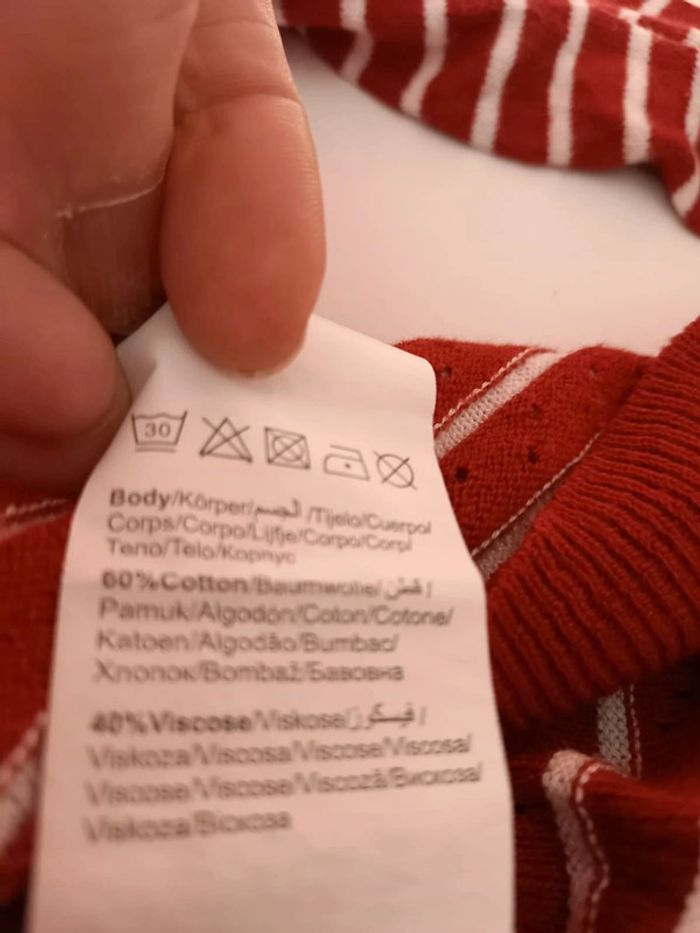 30
Body/Körper/الجسم/Tijelo/Cuerpo/
Corps/Corpo/Lijfje/Corpo/Corp/
Тело/Telo/Корпус
60%Cotton/Baumwolle/قطن/
Pamuk/Algodón/Coton/Cotone/
Katoen/Algodão/Bumbac/
Хлопок/Bombaž/Бавовна
40%Viscose/Viskose/فيسكوز/
Viskoza/Viscosa/Viscose/Viscosa/
Viscose/Viscose/Viscoză/Вискоза/
Viskoza/Віскоза